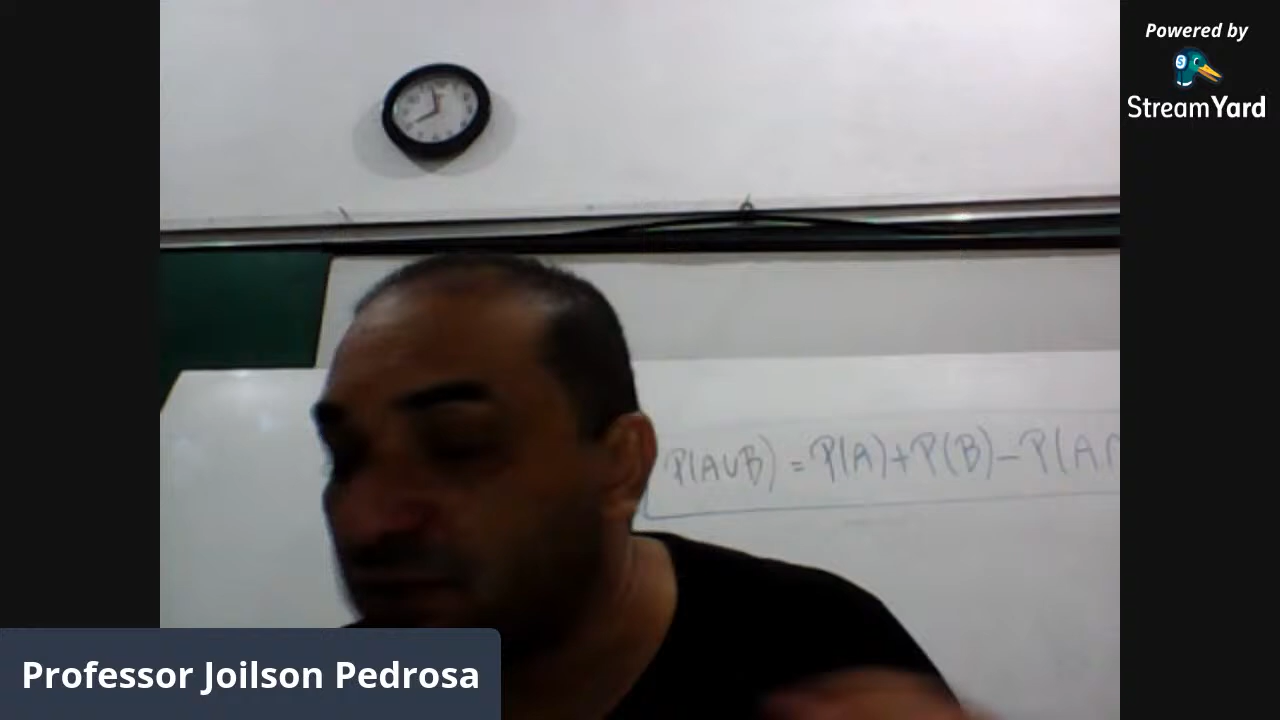 Powered by
StreamYard
P(A∪B) = P(A)+P(B)-P(A∩
Professor Joilson Pedrosa